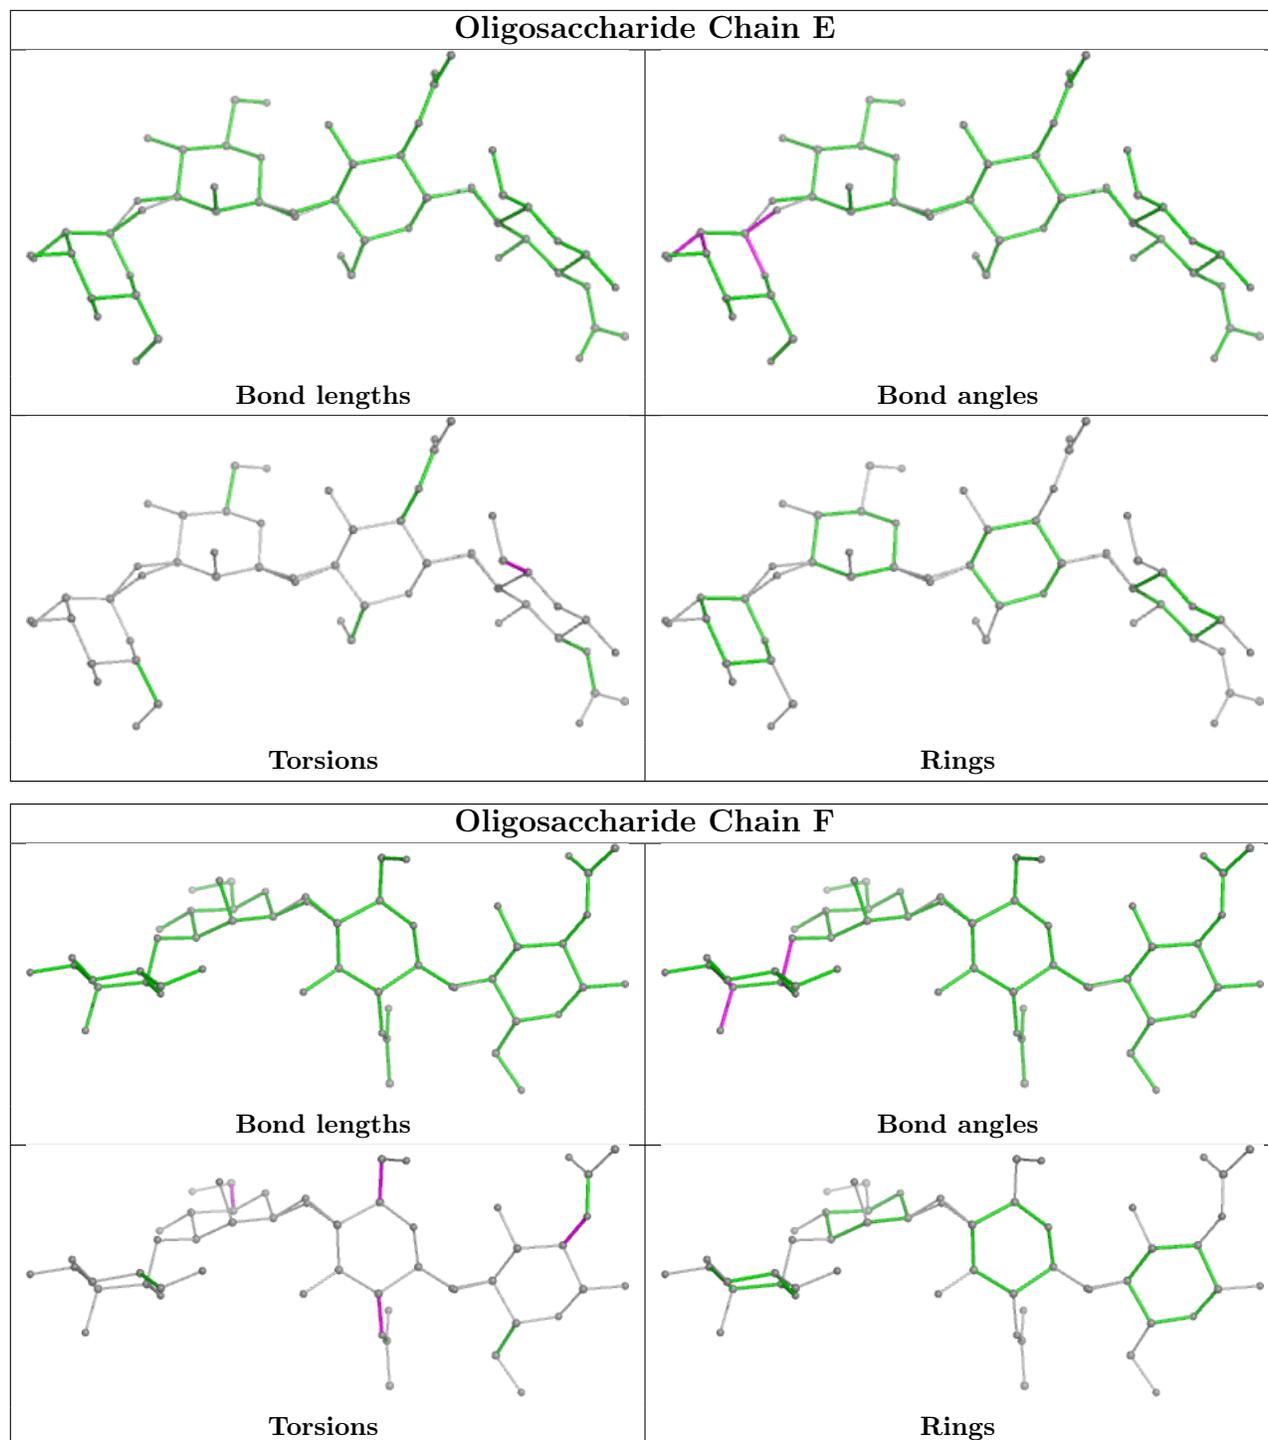 Oligosaccharide Chain E
Bond lengths
Bond angles
Torsions
Rings
Oligosaccharide Chain F
Bond lengths
Bond angles
Torsions
Rings